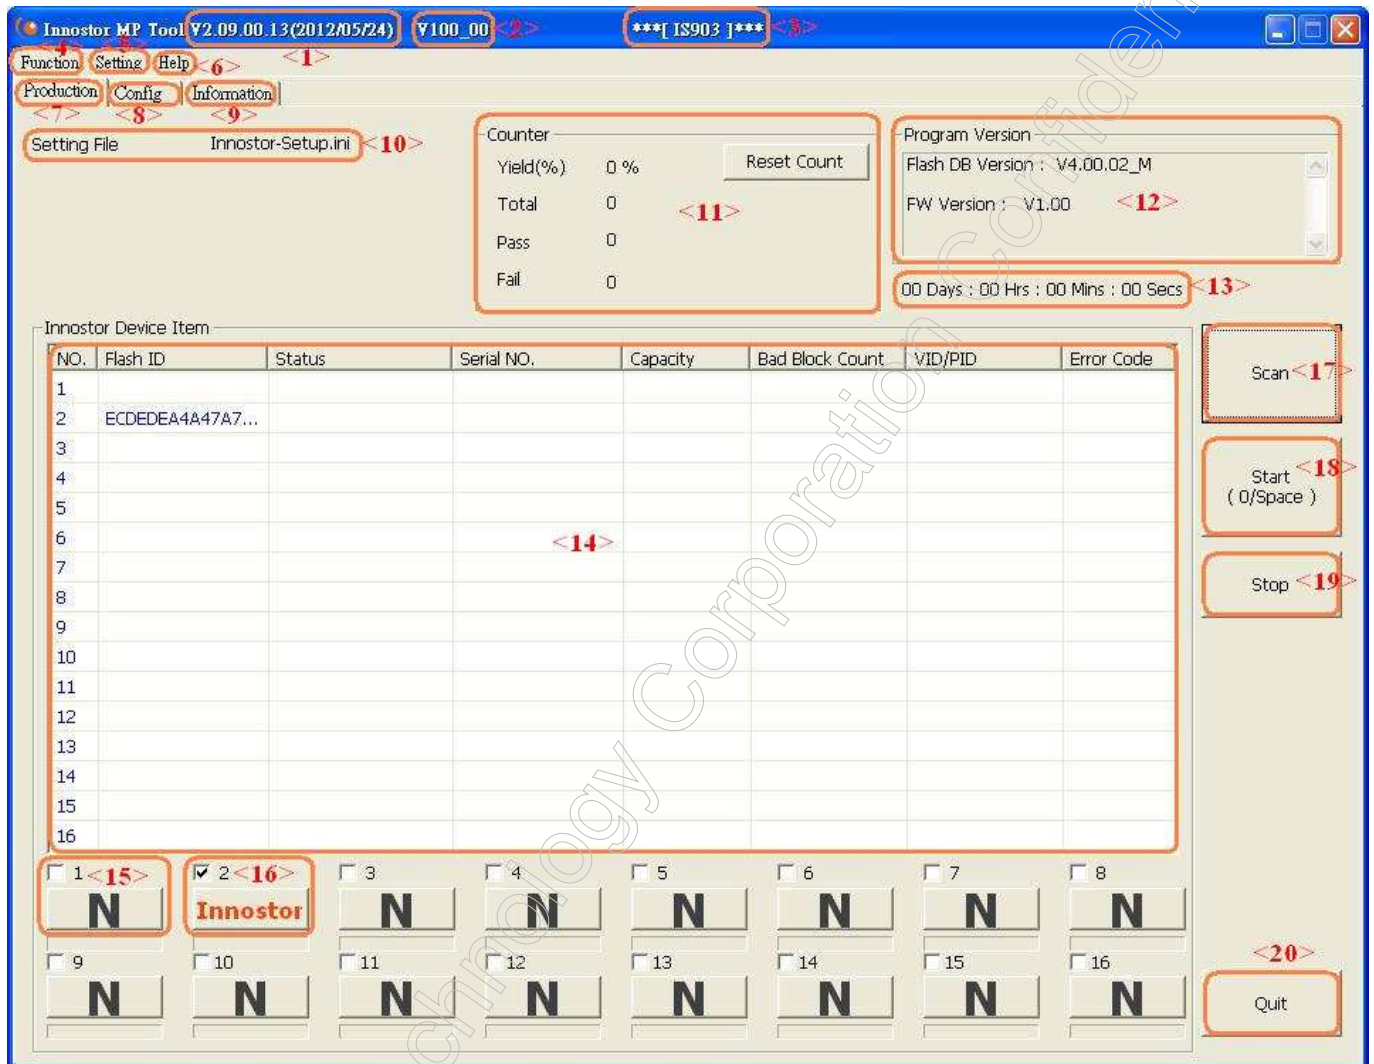 Innostor MP Tool V2.09.00.13(2012/05/24) V100_00 <2> ***[ IS903 ]*** <3>
<4> <5>
Function Setting Help <6> <1>
Production Config Information
<7> <8> <9>
Setting File Innostor-Setup.ini <10>
Counter
Yield(%) 0 % Reset Count
Total 0
<11>
Pass 0
Fail 0
Program Version
Flash DB Version : V4.00.02_M
FW Version : V1.00 <12>
00 Days : 00 Hrs : 00 Mins : 00 Secs <13>
Innostor Device Item
NO. Flash ID Status Serial NO. Capacity Bad Block Count VID/PID Error Code
1
2 ECDEDEA4A47A7...
3
4
5
6 <14>
7
8
9
10
11
12
13
14
15
16
Scan <17>
Start <18>
( 0/Space )
Stop <19>
1 <15> 2 <16> 3 4 5 6 7 8
N Innostor N N N N N N
9 10 11 12 13 14 15 16
N N N N N N N N
<20>
Quit
chnology Corporation Confiden